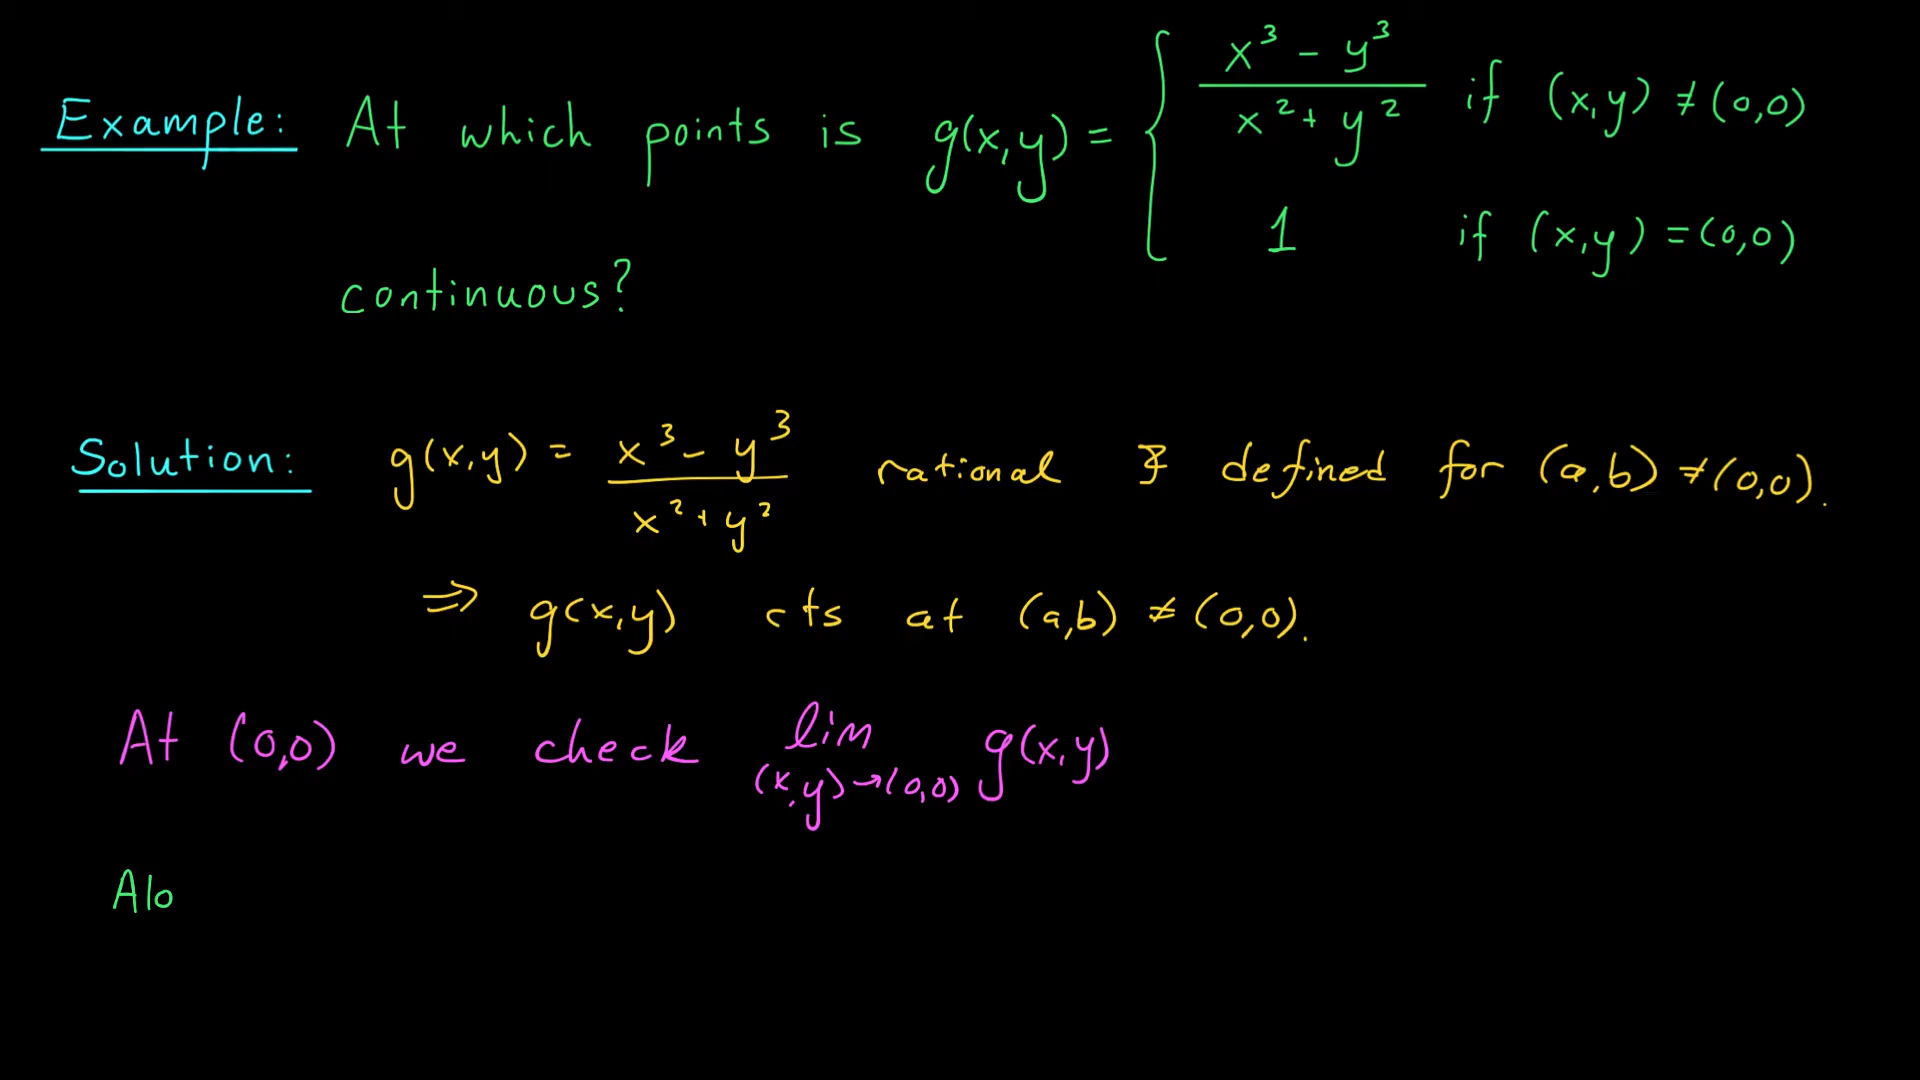 Example: At which points is g(x,y) = { x³ - y³ / x² + y² if (x,y) ≠ (0,0)
1 if (x,y) = (0,0)
continuous?
Solution: g(x,y) = x³ - y³ / x² + y² rational & defined for (a,b) ≠ (0,0).
⇒ g(x,y) cts at (a,b) ≠ (0,0).
At (0,0) we check lim (x,y)→(0,0) g(x,y)
Alo